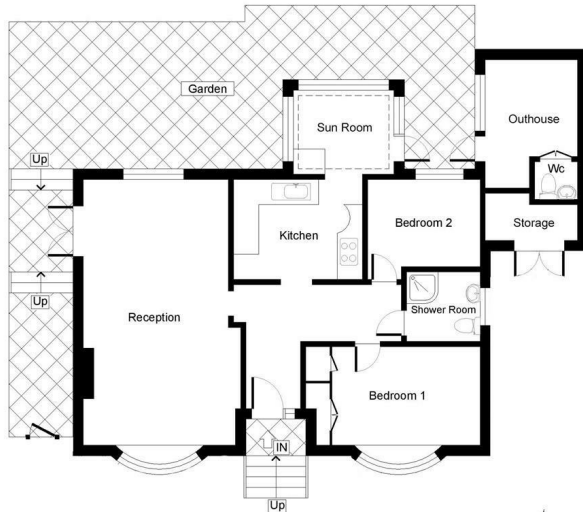 Garden
Sun Room
Outhouse
Up
Wc
Bedroom 2
Storage
Kitchen
Up
Reception
Shower Room
Bedroom 1
IN
Up